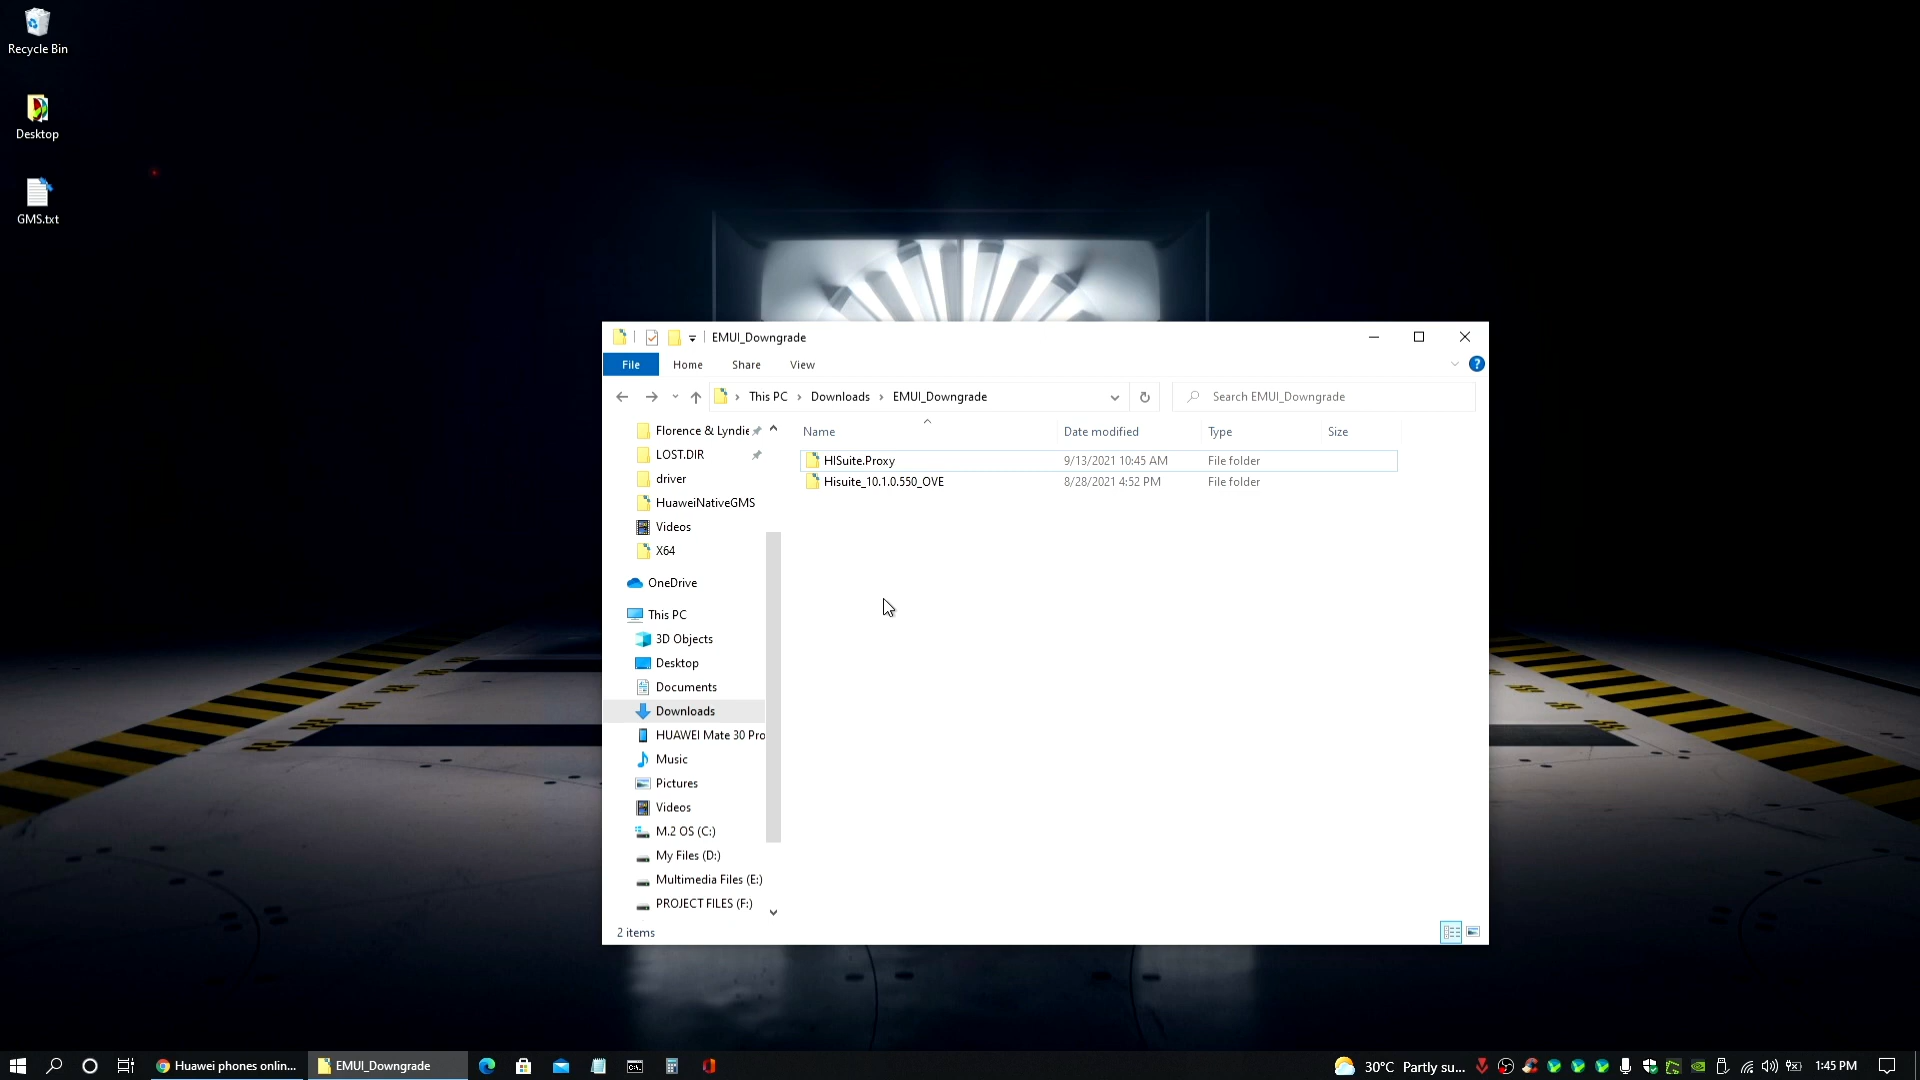 Recycle Bin
Desktop
GMS.txt
EMUI_Downgrade
File Home Share View
This PC Downloads EMUI_Downgrade
Search EMUI_Downgrade
Florence & Lyndie
LOST.DIR
driver
HuaweiNativeGMS
Videos
X64
OneDrive
This PC
3D Objects
Desktop
Documents
Downloads
HUAWEI Mate 30 Pro
Music
Pictures
Videos
M.2 OS (C:)
My Files (D:)
Multimedia Files (E:)
PROJECT FILES (F:)
Name Date modified Type Size
HISuite.Proxy 9/13/2021 10:45 AM File folder
Hisuite_10.1.0.550_OVE 8/28/2021 4:52 PM File folder
2 items
Huawei phones onlin...
EMUI_Downgrade
30°C Partly su...
1:45 PM